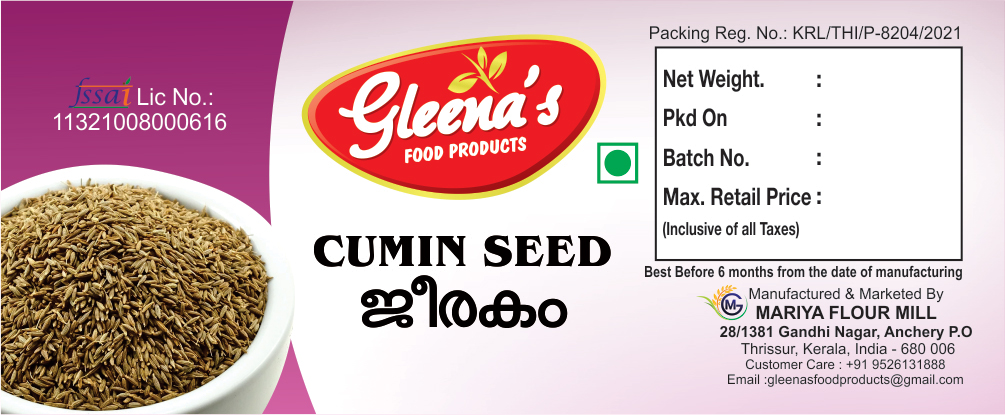 fssai Lic No.:
11321008000616
Gleena's
FOOD PRODUCTS
CUMIN SEED
ജീരകം
Packing Reg. No.: KRL/THI/P-8204/2021
Net Weight. :
Pkd On :
Batch No. :
Max. Retail Price :
(Inclusive of all Taxes)
Best Before 6 months from the date of manufacturing
MG
Manufactured & Marketed By
MARIYA FLOUR MILL
28/1381 Gandhi Nagar, Anchery P.O
Thrissur, Kerala, India - 680 006
Customer Care : +91 9526131888
Email :gleenasfoodproducts@gmail.com